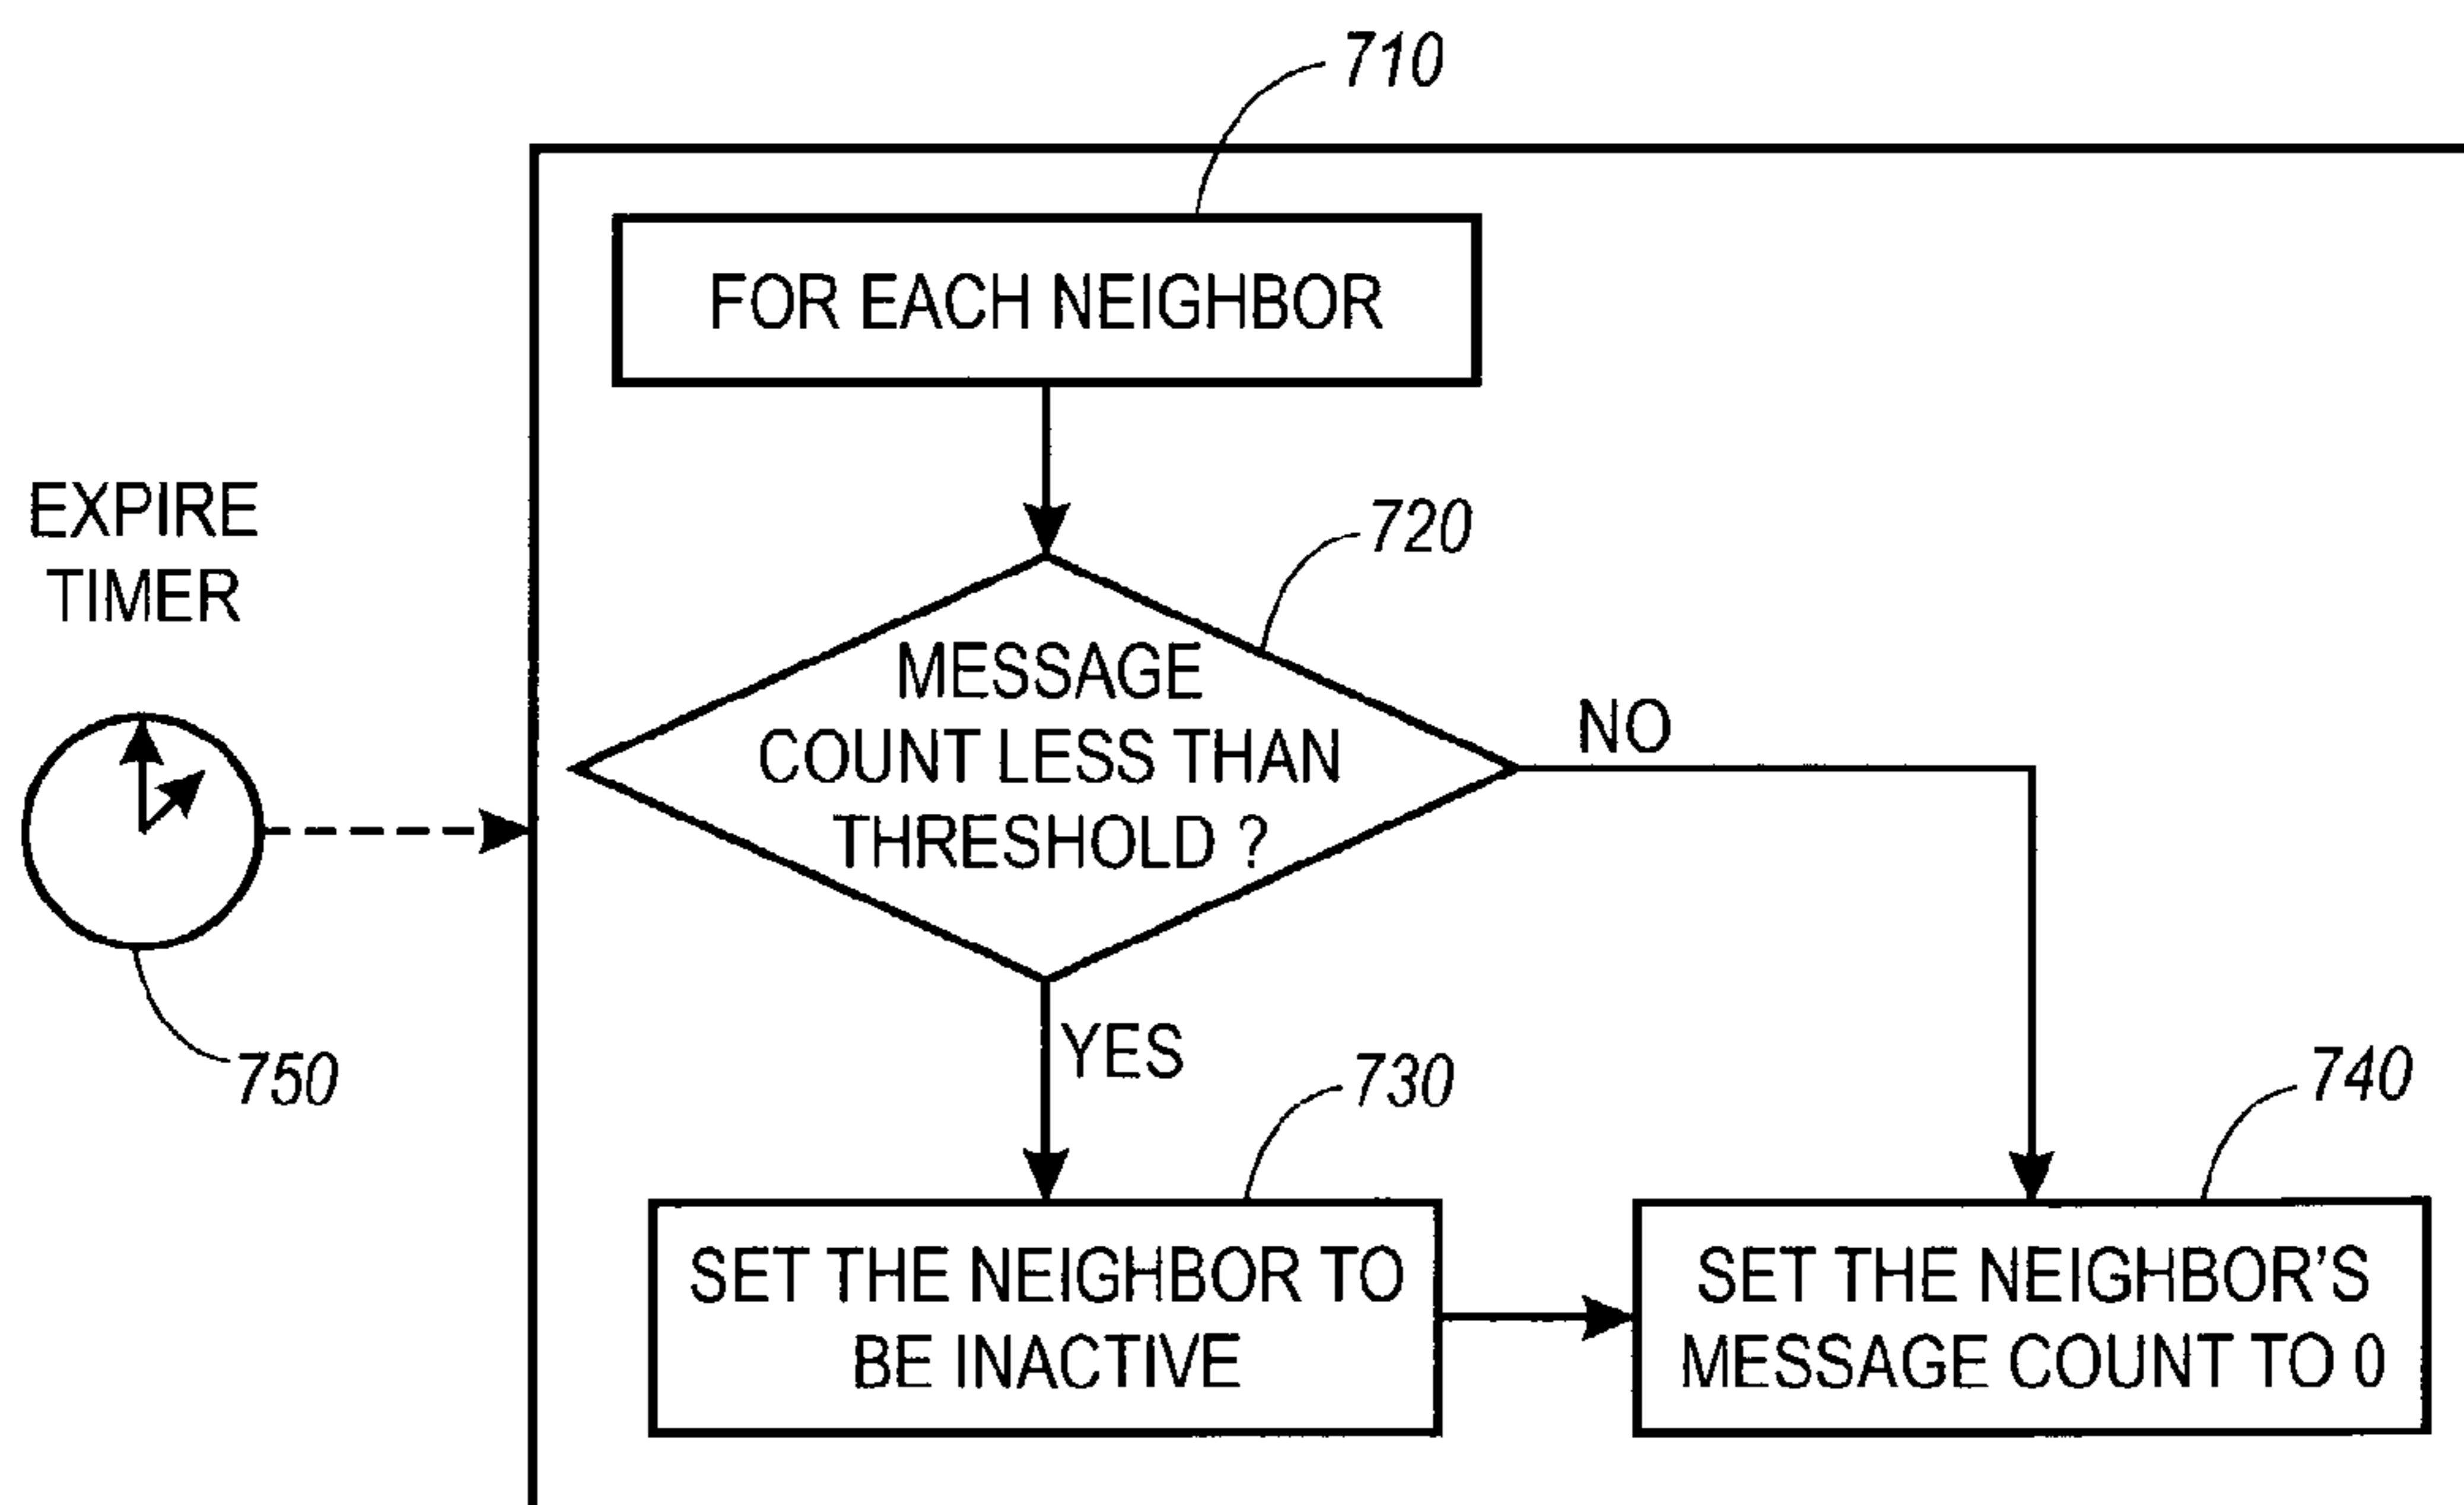 710
FOR EACH NEIGHBOR
EXPIRE
TIMER
720
MESSAGE
COUNT LESS THAN
THRESHOLD ?
NO
YES
750
730
740
SET THE NEIGHBOR TO
BE INACTIVE
SET THE NEIGHBOR'S
MESSAGE COUNT TO 0